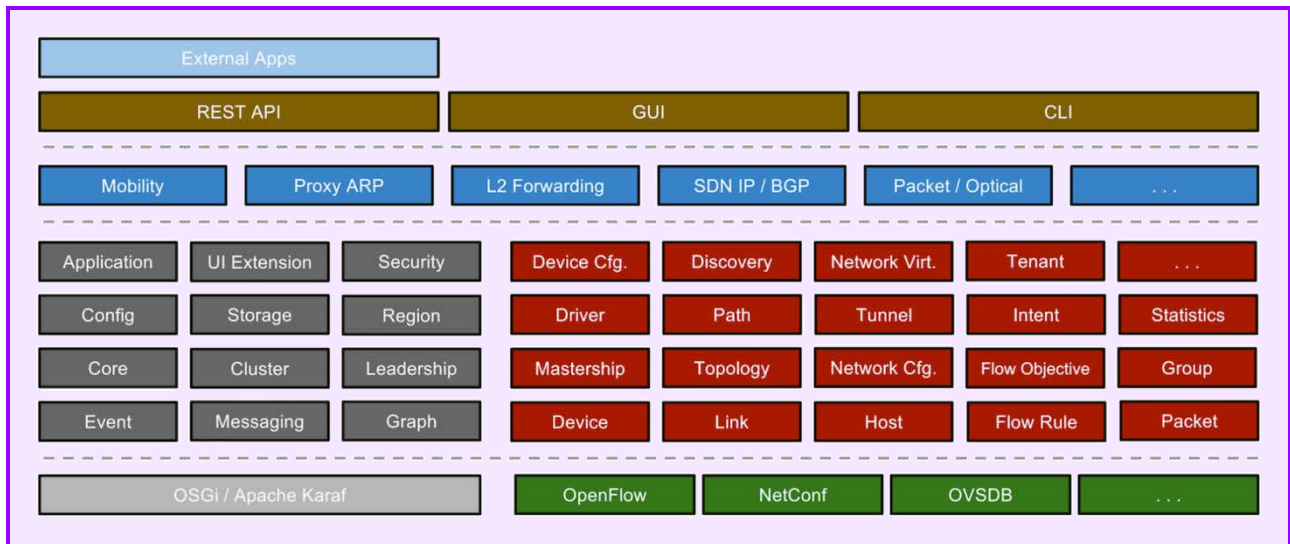 External Apps
REST API GUI CLI
Mobility Proxy ARP L2 Forwarding SDN IP / BGP Packet / Optical . . .
Application UI Extension Security Device Cfg. Discovery Network Virt. Tenant . . .
Config Storage Region Driver Path Tunnel Intent Statistics
Core Cluster Leadership Mastership Topology Network Cfg. Flow Objective Group
Event Messaging Graph Device Link Host Flow Rule Packet
OSGi / Apache Karaf OpenFlow NetConf OVSDB . . .